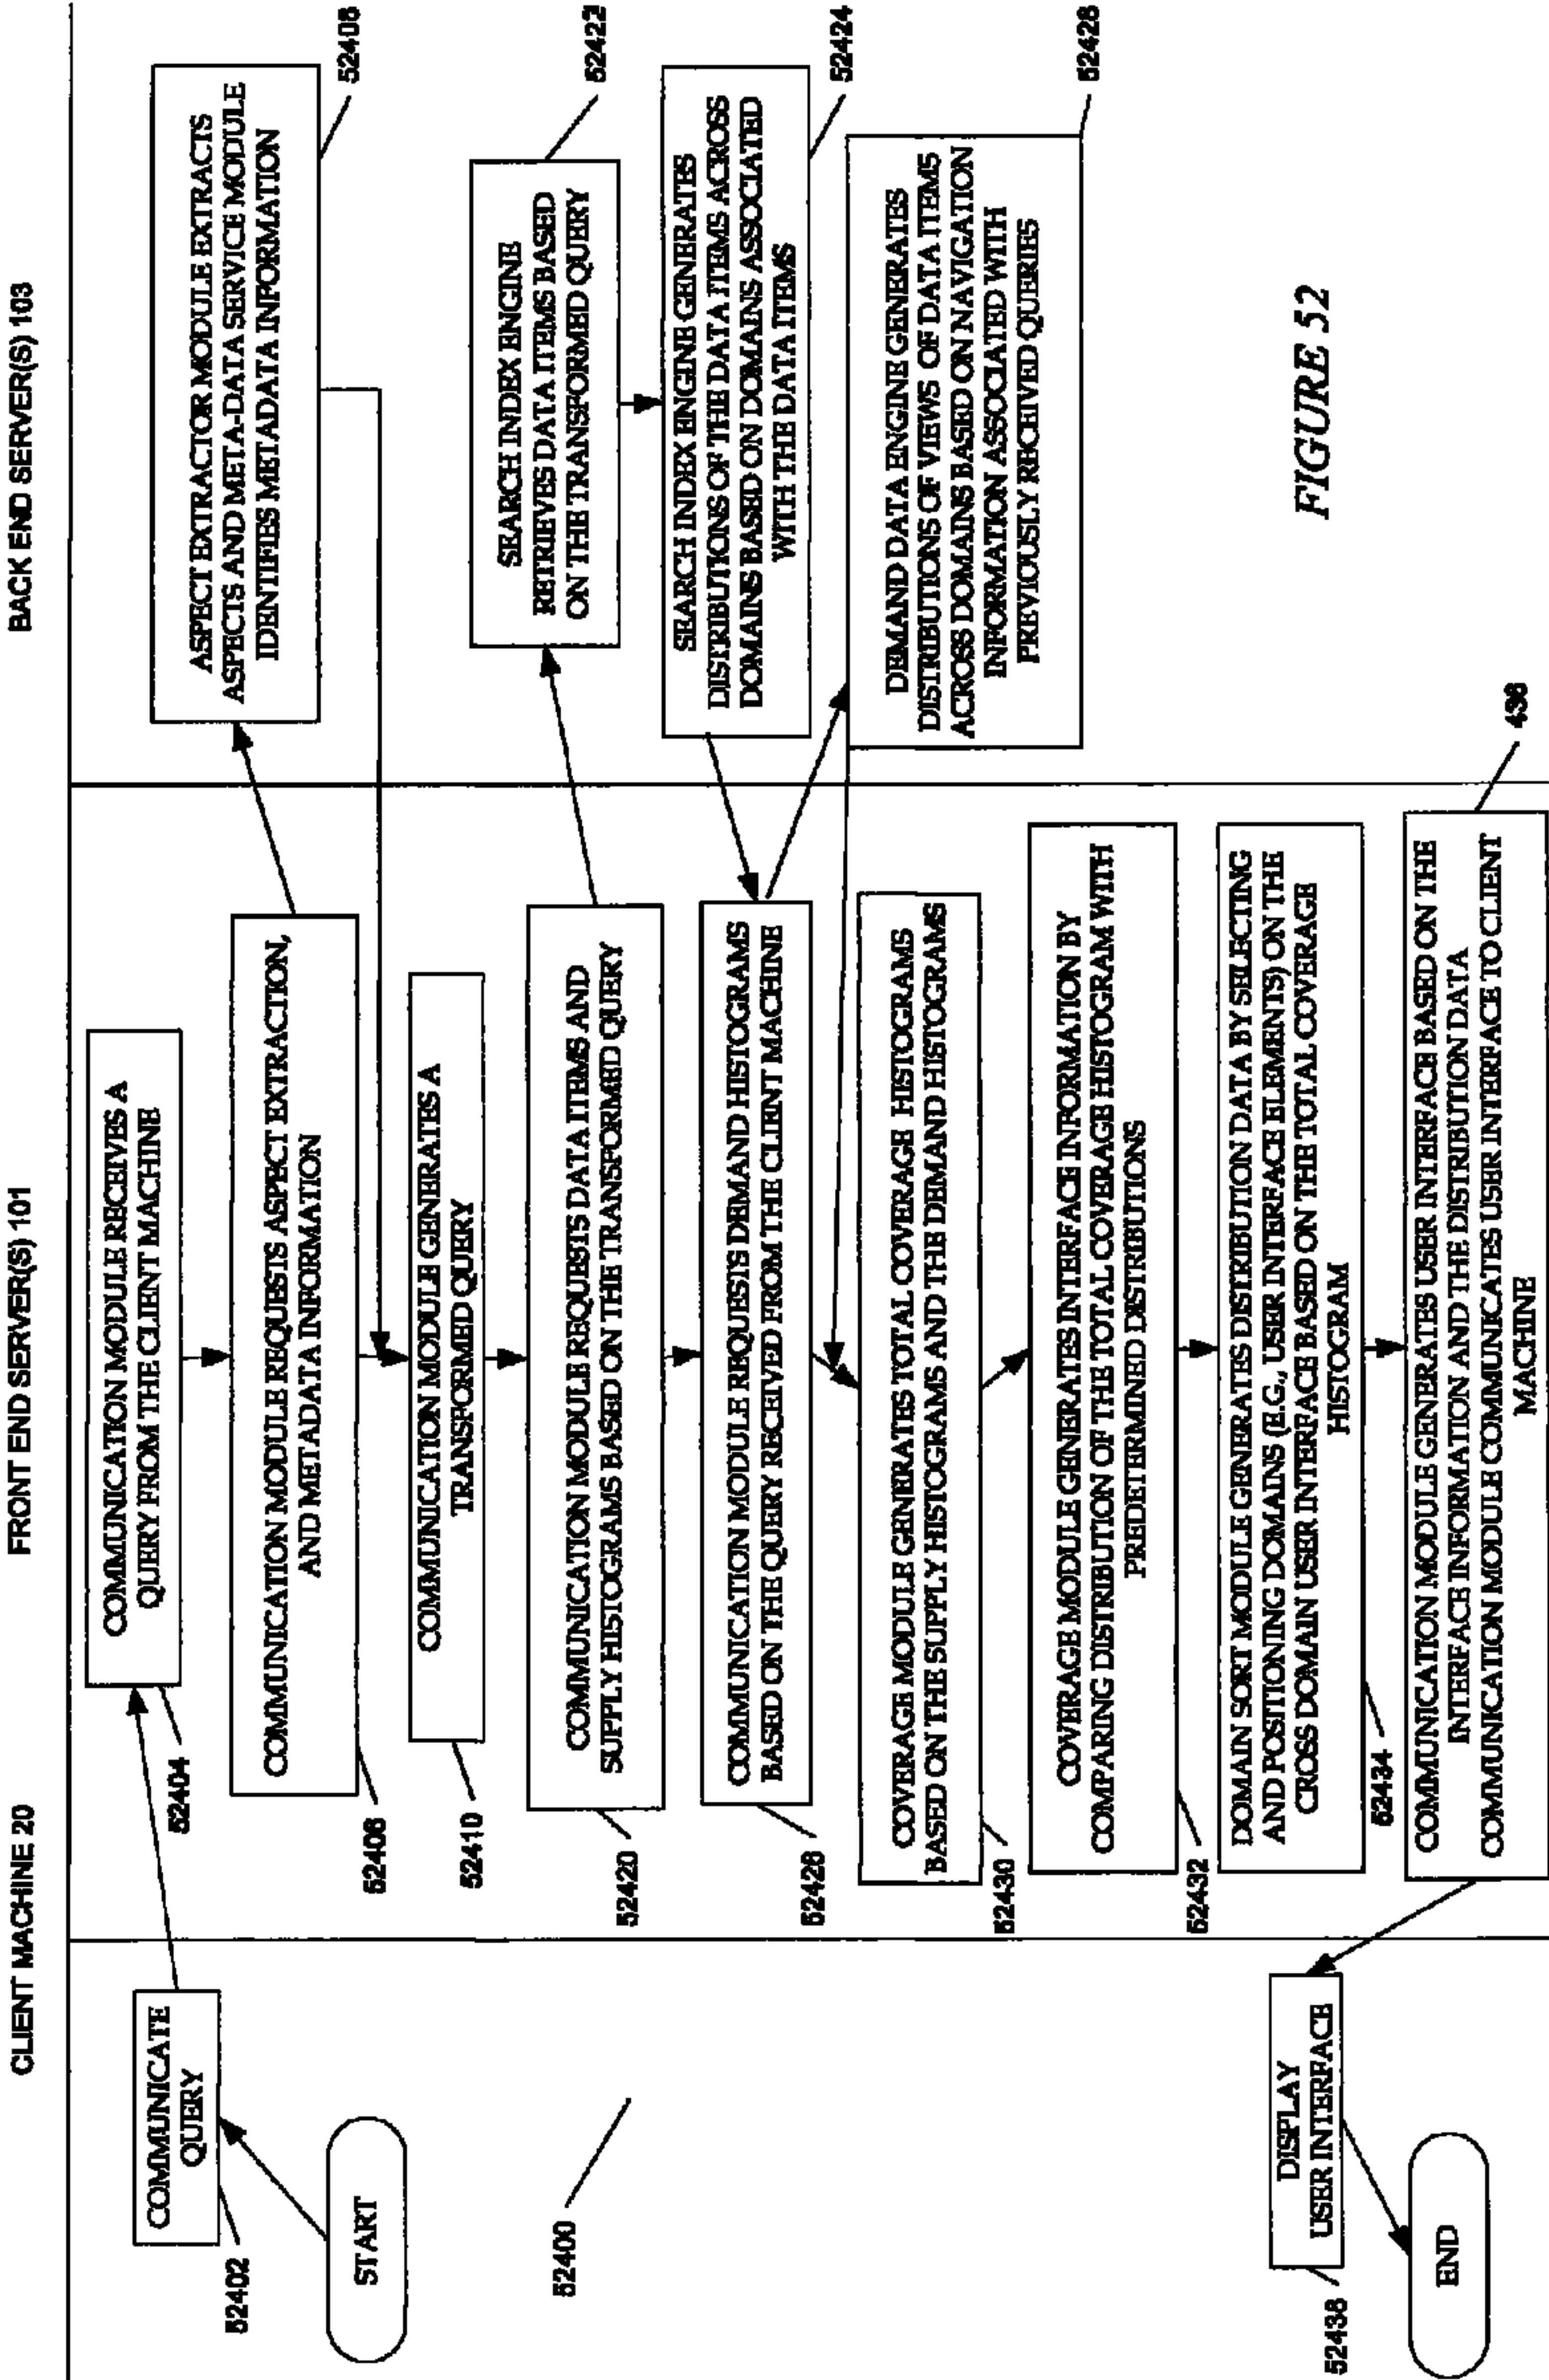 CLIENT MACHINE 20
FRONT END SERVER(S) 101
BACK END SERVER(S) 103
START
COMMUNICATE
QUERY
52402
52400
COMMUNICATION MODULE RECEIVES A
QUERY FROM THE CLIENT MACHINE
52404
COMMUNICATION MODULE REQUESTS ASPECT EXTRACTION,
AND METADATA INFORMATION
52406
ASPECT EXTRACTOR MODULE EXTRACTS
ASPECTS AND META-DATA SERVICE MODULE
IDENTIFIES METADATA INFORMATION
52408
COMMUNICATION MODULE GENERATES A
TRANSFORMED QUERY
52410
COMMUNICATION MODULE REQUESTS DATA ITEMS AND
SUPPLY HISTOGRAMS BASED ON THE TRANSFORMED QUERY
52420
SEARCH INDEX ENGINE
RETRIEVES DATA ITEMS BASED
ON THE TRANSFORMED QUERY
52422
SEARCH INDEX ENGINE GENERATES
DISTRIBUTIONS OF THE DATA ITEMS ACROSS
DOMAINS BASED ON DOMAINS ASSOCIATED
WITH THE DATA ITEMS
52424
COMMUNICATION MODULE REQUESTS DEMAND HISTOGRAMS
BASED ON THE QUERY RECEIVED FROM THE CLIENT MACHINE
52426
DEMAND DATA ENGINE GENERATES
DISTRIBUTIONS OF VIEWS OF DATA ITEMS
ACROSS DOMAINS BASED ON NAVIGATION
INFORMATION ASSOCIATED WITH
PREVIOUSLY RECEIVED QUERIES
52428
COVERAGE MODULE GENERATES TOTAL COVERAGE HISTOGRAMS
BASED ON THE SUPPLY HISTOGRAMS AND THE DEMAND HISTOGRAMS
52430
COVERAGE MODULE GENERATES INTERFACE INFORMATION BY
COMPARING DISTRIBUTION OF THE TOTAL COVERAGE HISTOGRAM WITH
PREDETERMINED DISTRIBUTIONS
52432
DOMAIN SORT MODULE GENERATES DISTRIBUTION DATA BY SELECTING
AND POSITIONING DOMAINS (E.G., USER INTERFACE ELEMENTS) ON THE
CROSS DOMAIN USER INTERFACE BASED ON THE TOTAL COVERAGE
HISTOGRAM
52434
COMMUNICATION MODULE GENERATES USER INTERFACE BASED ON THE
INTERFACE INFORMATION AND THE DISTRIBUTION DATA
COMMUNICATION MODULE COMMUNICATES USER INTERFACE TO CLIENT
MACHINE
436
DISPLAY
USER INTERFACE
52438
END
FIGURE 52